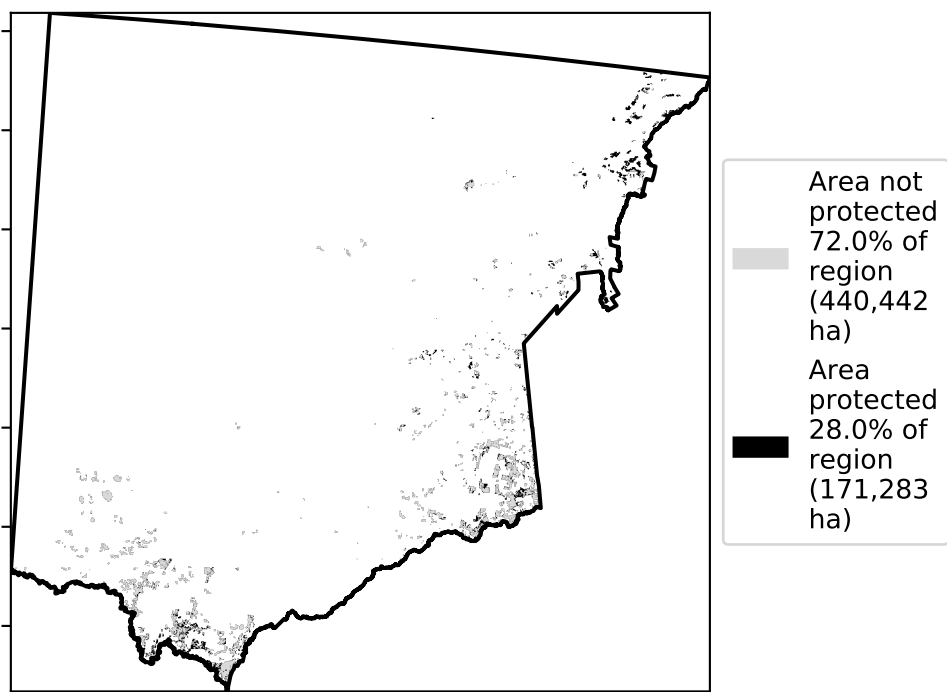 Area not
protected
72.0% of
region
(440,442
ha)
Area
protected
28.0% of
region
(171,283
ha)